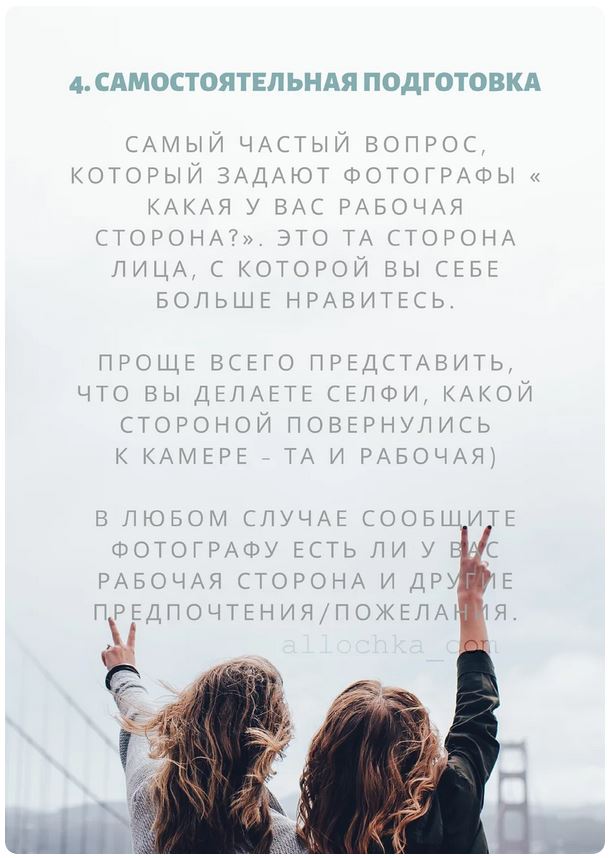 4. САМОСТОЯТЕЛЬНАЯ ПОДГОТОВКА
САМЫЙ ЧАСТЫЙ ВОПРОС,
КОТОРЫЙ ЗАДАЮТ ФОТОГРАФЫ «
КАКАЯ У ВАС РАБОЧАЯ
СТОРОНА?». ЭТО ТА СТОРОНА
ЛИЦА, С КОТОРОЙ ВЫ СЕБЕ
БОЛЬШЕ НРАВИТЕСЬ.
ПРОЩЕ ВСЕГО ПРЕДСТАВИТЬ,
ЧТО ВЫ ДЕЛАЕТЕ СЕЛФИ, КАКОЙ
СТОРОНОЙ ПОВЕРНУЛИСЬ
К КАМЕРЕ – ТА И РАБОЧАЯ)
В ЛЮБОМ СЛУЧАЕ СООБЩИТЕ
ФОТОГРАФУ ЕСТЬ ЛИ У ВАС
РАБОЧАЯ СТОРОНА И ДРУГИЕ
ПРЕДПОЧТЕНИЯ/ПОЖЕЛАНИЯ.
allochka_com